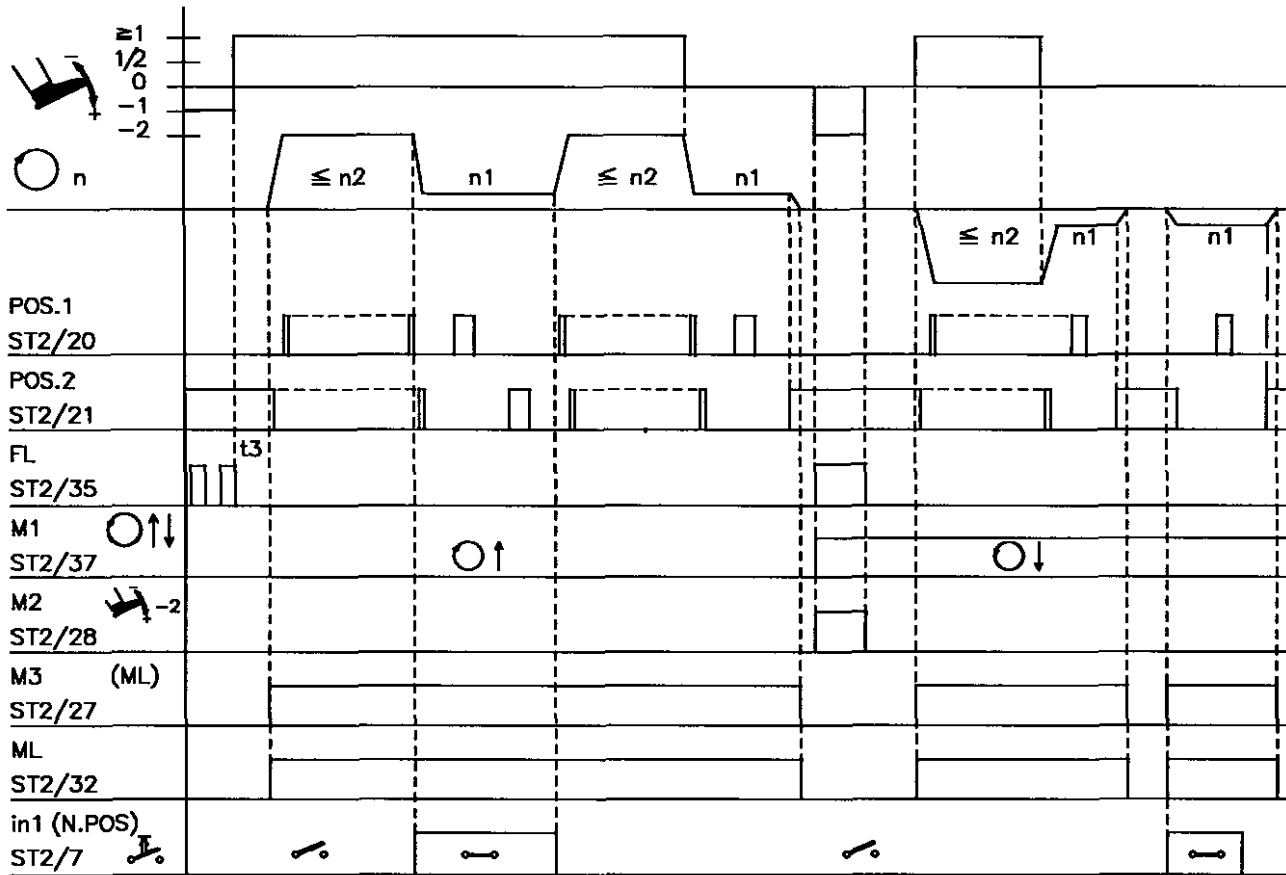 ≧1
1/2
0
−1
−2
− +
n
≦ n2 n1 ≦ n2 n1
≦ n2 n1 n1
POS.1
ST2/20
POS.2
ST2/21
FL t3
ST2/35
M1
ST2/37
M2 − + −2
ST2/28
M3 (ML)
ST2/27
ML
ST2/32
in1 (N.POS)
ST2/7